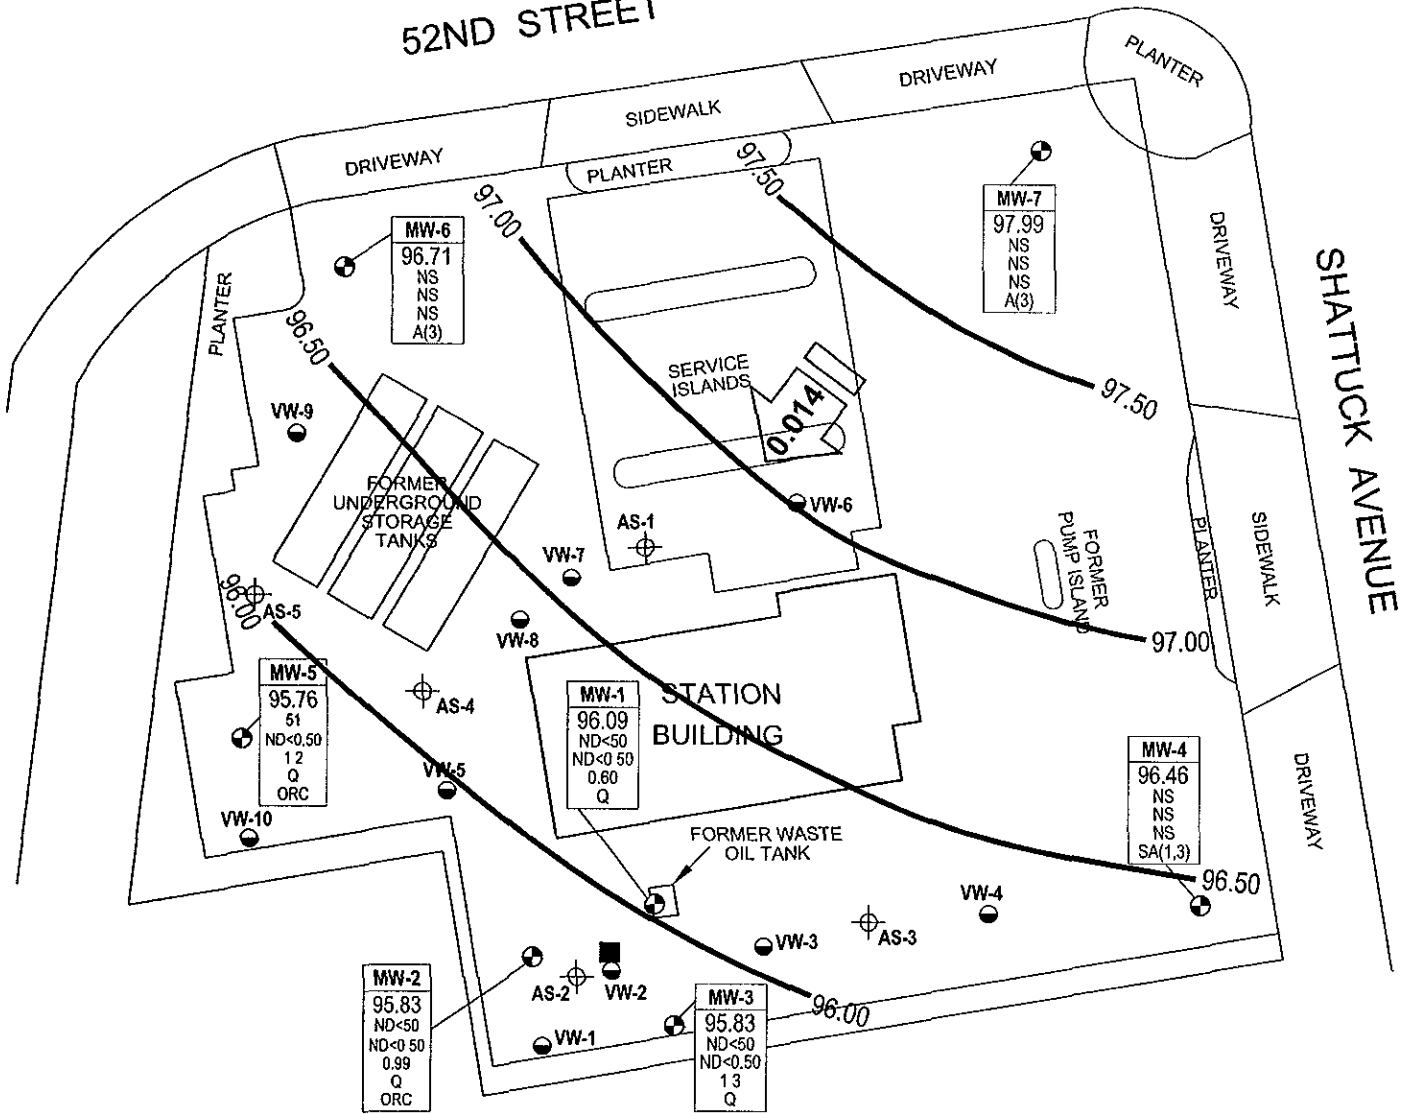 52ND STREET
PLANTER
DRIVEWAY
SIDEWALK
DRIVEWAY
PLANTER
97.50
97.00
MW-7
97.99
NS
NS
NS
A(3)
MW-6
96.71
NS
NS
NS
A(3)
DRIVEWAY
SHATTUCK AVENUE
PLANTER
96.50
SERVICE
ISLANDS
0.014
97.50
VW-9
FORMER
UNDERGROUND
STORAGE
TANKS
VW-6
AS-1
FORMER
PUMP ISLAND
PLANTER
SIDEWALK
VW-7
96.00
AS-5
VW-8
97.00
MW-5
95.76
51
ND<0.50
1 2
Q
ORC
AS-4
MW-1
96.09
ND<50
ND<0 50
0.60
Q
STATION
BUILDING
MW-4
96.46
NS
NS
NS
SA(1,3)
DRIVEWAY
VW-5
VW-10
FORMER WASTE
OIL TANK
96.50
VW-4
AS-3
VW-3
MW-2
95.83
ND<50
ND<0 50
0.99
Q
ORC
AS-2
VW-2
VW-1
MW-3
95.83
ND<50
ND<0.50
1 3
Q
96.00